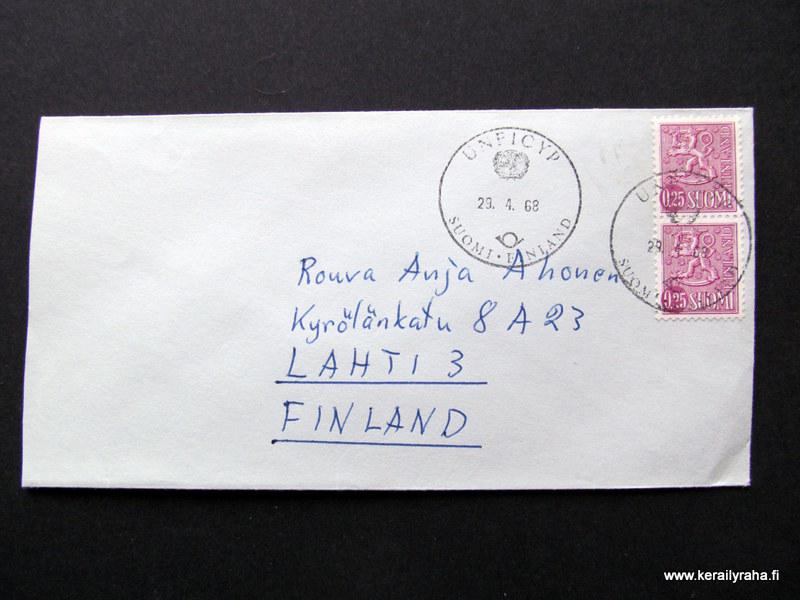 UNFICYP
29. 4. 68
SUOMI • FINLAND
0,25 SUOMI
0,25 SUOMI
Rouva Anja Ahonen
Kyrölänkatu 8 A 23
LAHTI 3
FINLAND
www.kerailyraha.fi